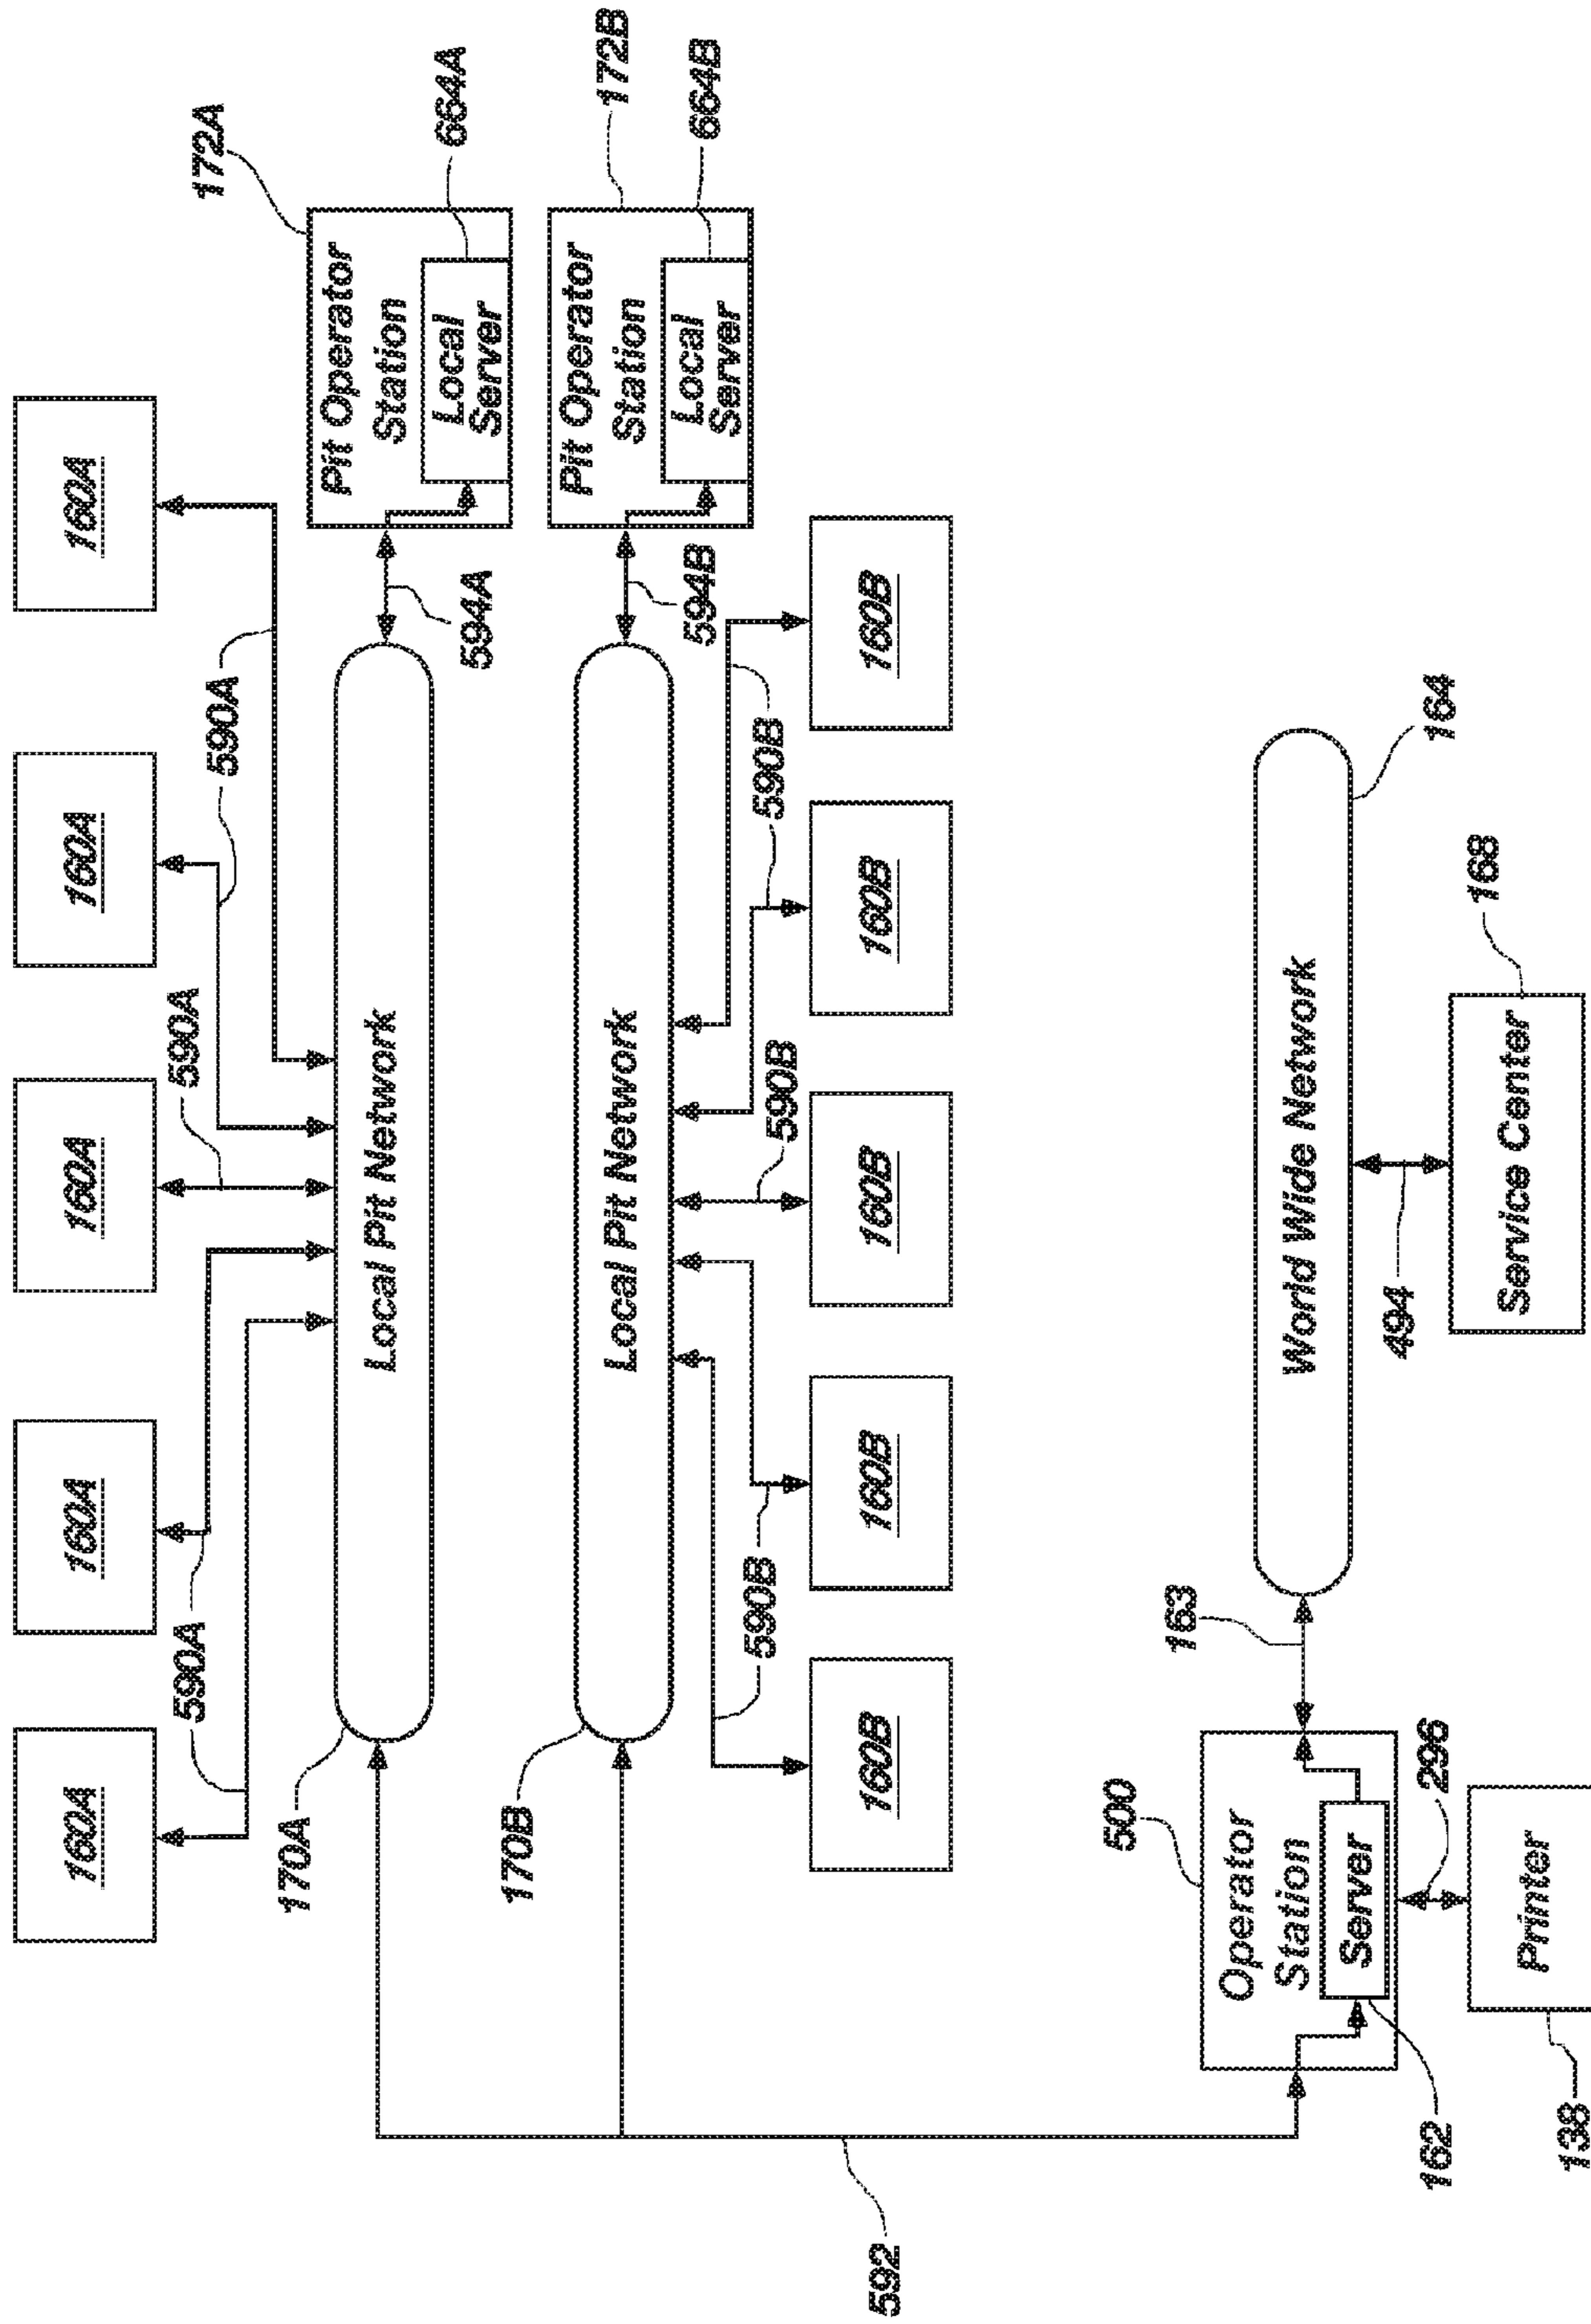 160A
160A
160A
160A
160A
590A
590A
590A
172A
170A
Local Pit Network
Pit Operator
Station
Local
Server
664A
594A
170B
Local Pit Network
Pit Operator
Station
Local
Server
172B
664B
594B
590B
590B
590B
160B
160B
160B
160B
160B
592
500
163
Operator
Station
Server
World Wide Network
164
162
296
494
168
Printer
Service Center
138